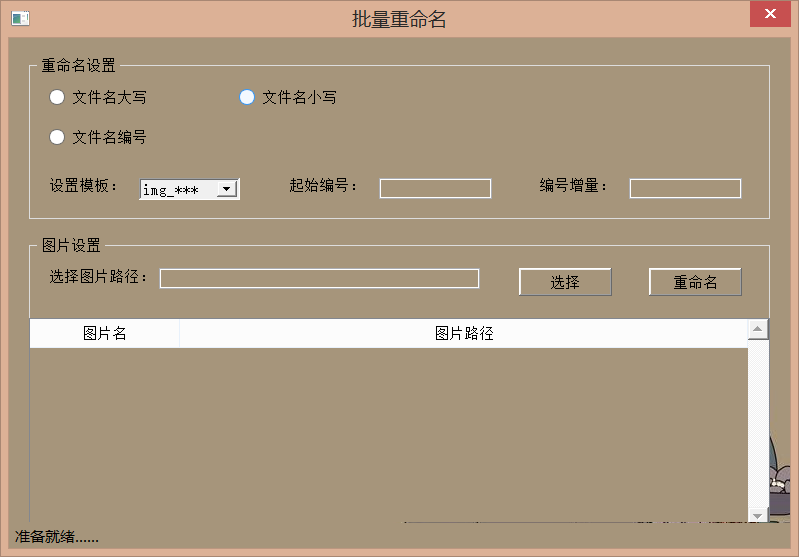 批量重命名
重命名设置
文件名大写 文件名小写
文件名编号
设置模板： img_*** 起始编号： 编号增量：
图片设置
选择图片路径： 选择 重命名
图片名 图片路径
准备就绪......